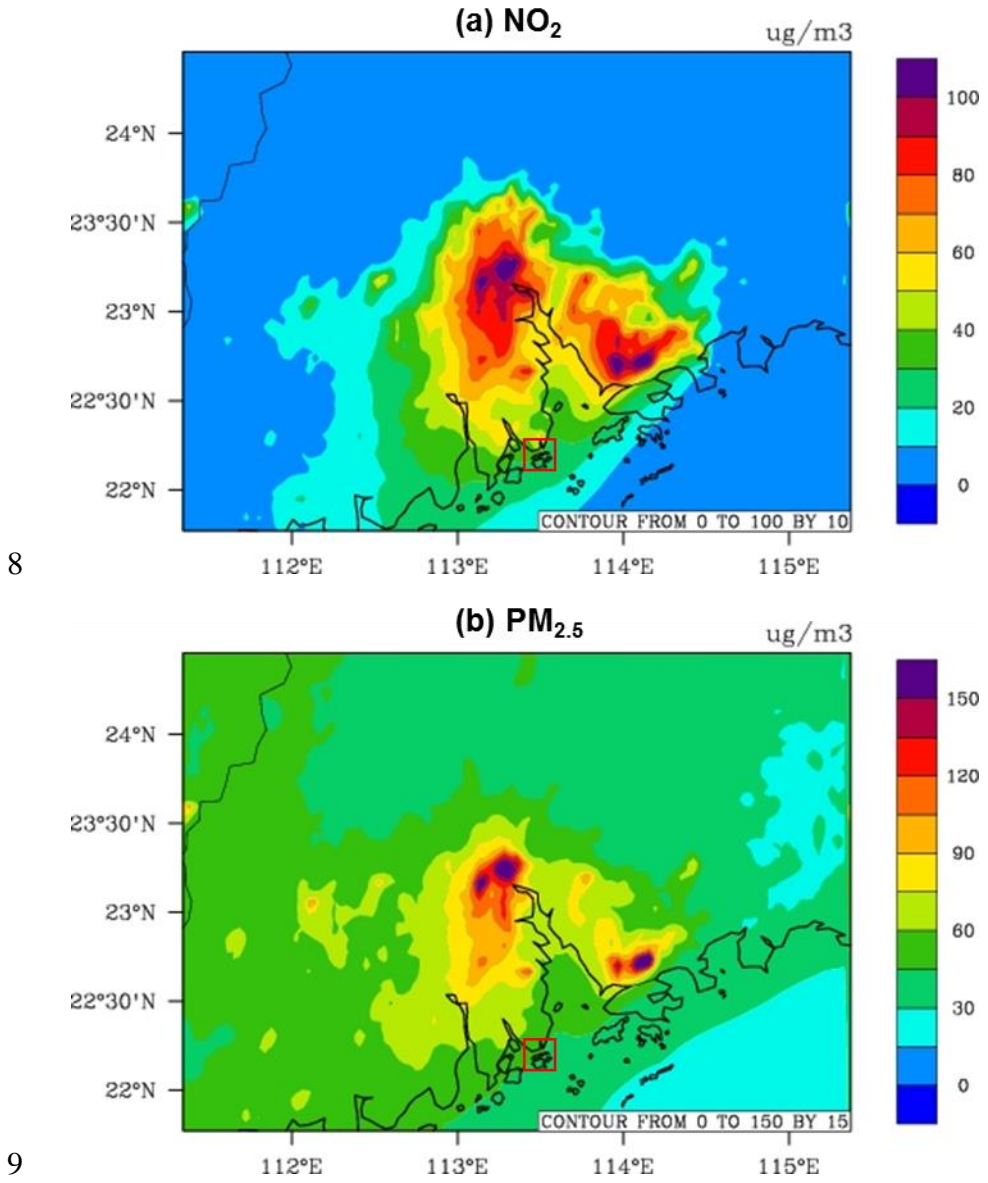 (a) NO₂
ug/m3
24°N
23°30'N
23°N
22°30'N
22°N
100
80
60
40
20
0
CONTOUR FROM 0 TO 100 BY 10
8
112°E 113°E 114°E 115°E
(b) PM₂.₅
ug/m3
24°N
23°30'N
23°N
22°30'N
22°N
150
120
90
60
30
0
CONTOUR FROM 0 TO 150 BY 15
9
112°E 113°E 114°E 115°E